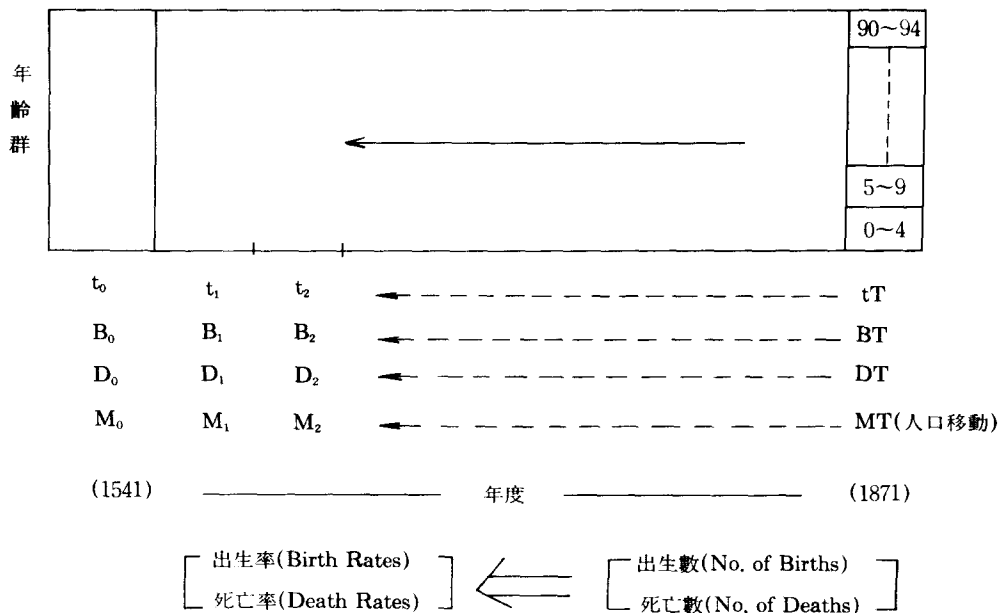 90~94
年齡群
5~9
0~4
t₀ t₁ t₂ tT
B₀ B₁ B₂ BT
D₀ D₁ D₂ DT
M₀ M₁ M₂ MT(人口移動)
(1541) 年度 (1871)
出生率(Birth Rates) 出生數(No. of Births)
死亡率(Death Rates) 死亡數(No. of Deaths)